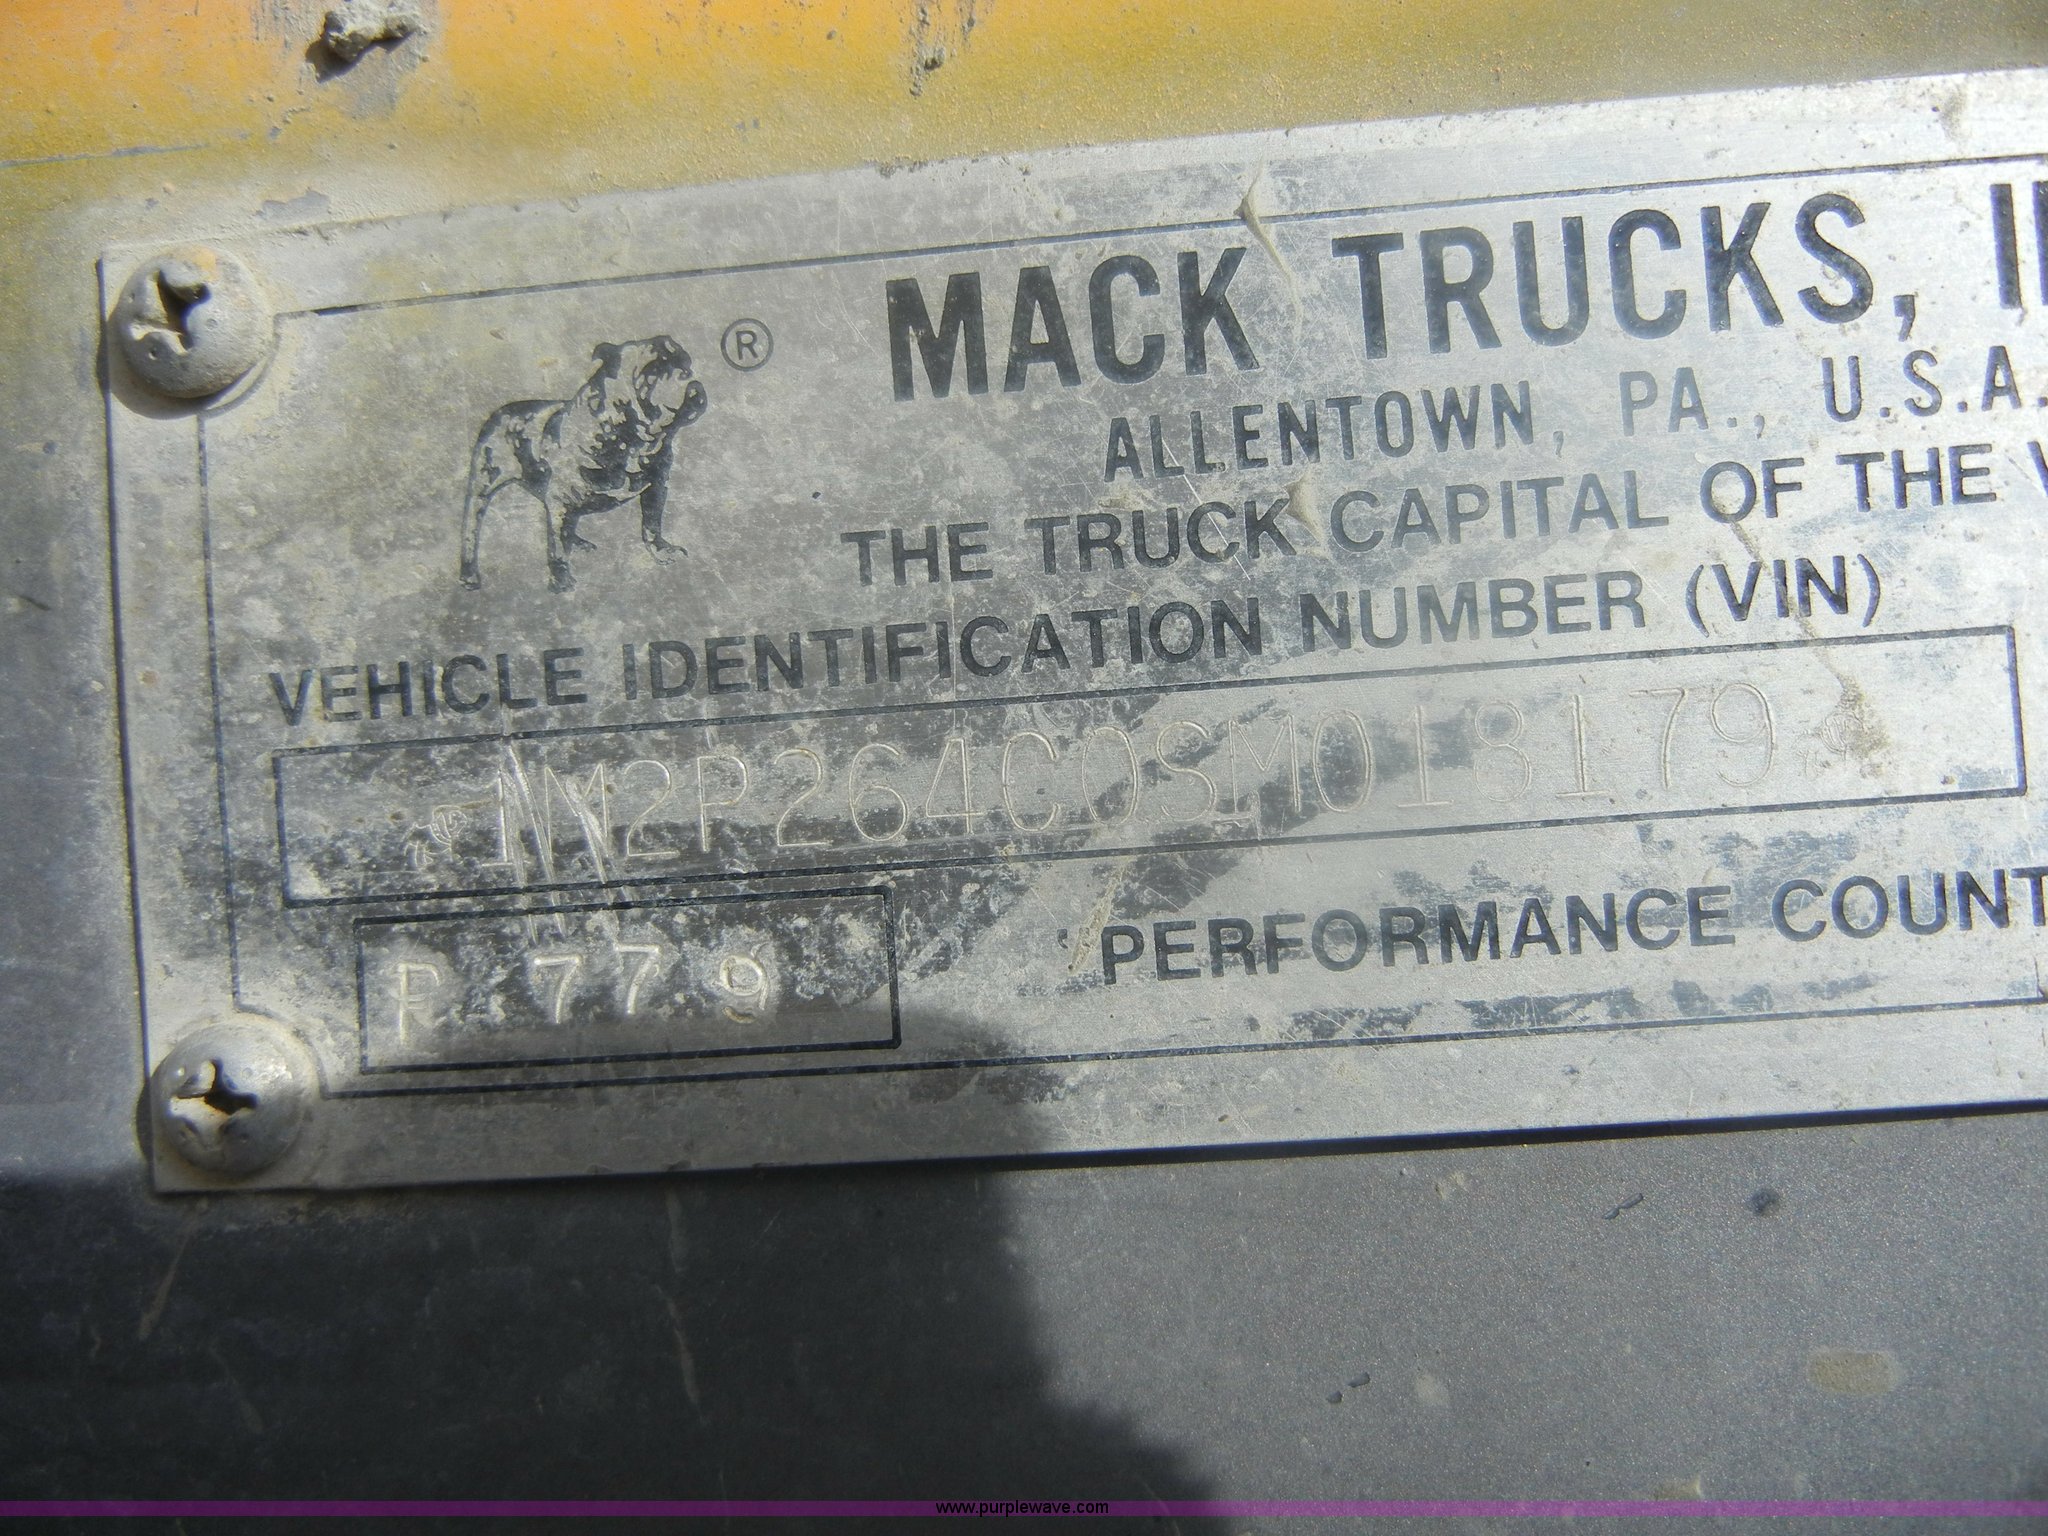 ®
MACK TRUCKS,
ALLENTOWN, PA., U.S.A.
THE TRUCK CAPITAL OF THE
VEHICLE IDENTIFICATION NUMBER (VIN)
1M2P264C0SM018179
R 779
PERFORMANCE COUNT
www.purplewave.com